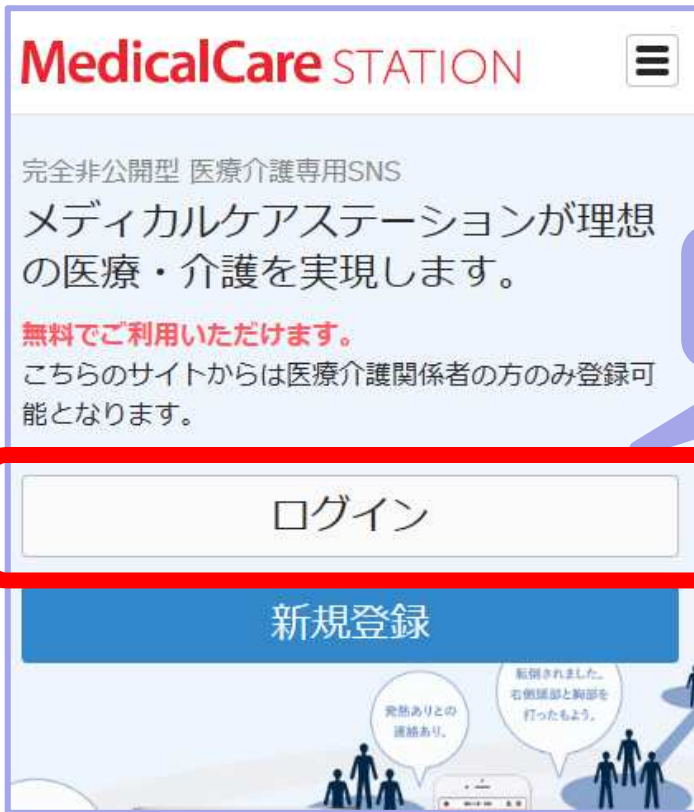 MedicalCare STATION
完全非公開型 医療介護専用SNS
メディカルケアステーションが理想
の医療・介護を実現します。
無料でご利用いただけます。
こちらのサイトからは医療介護関係者の方のみ登録可
能となります。
ログイン
新規登録
転倒されました。
右側頭部と胸部を
打ったもよう。
発熱ありとの
連絡あり。